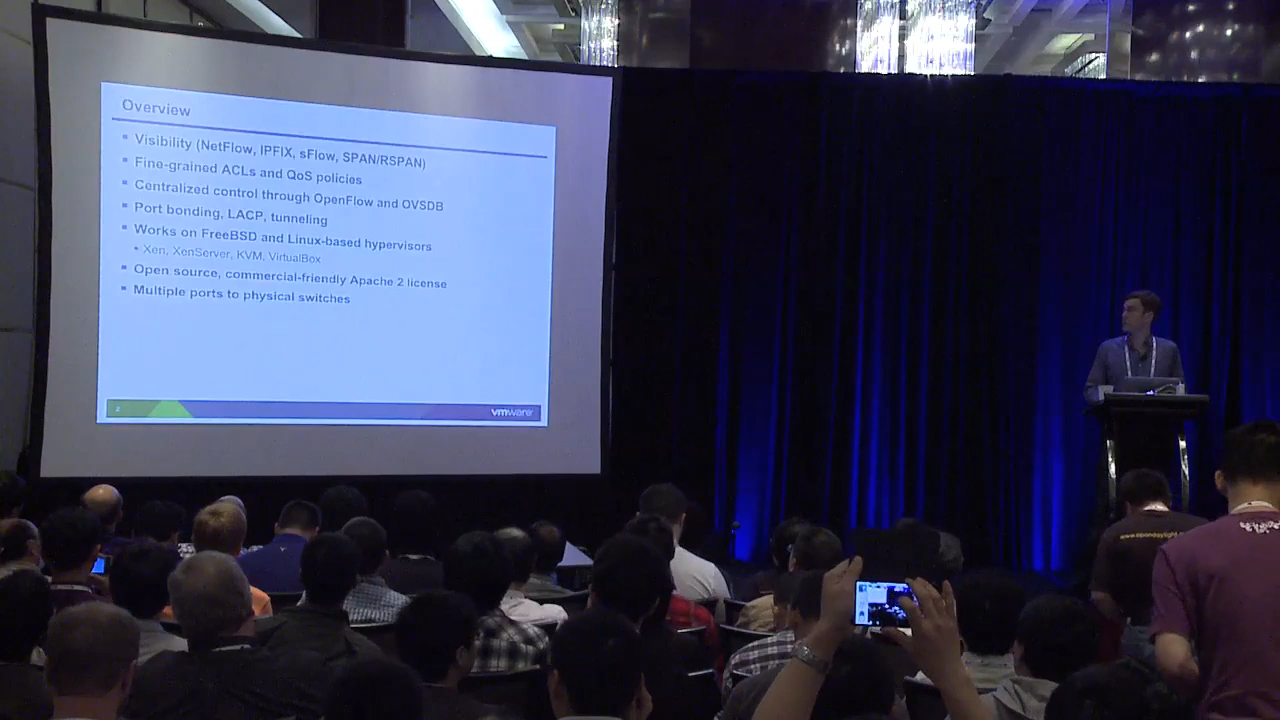 Overview
Visibility (NetFlow, IPFIX, sFlow, SPAN/RSPAN)
Fine-grained ACLs and QoS policies
Centralized control through OpenFlow and OVSDB
Port bonding, LACP, tunneling
Works on FreeBSD and Linux-based hypervisors
Xen, XenServer, KVM, VirtualBox
Open source, commercial-friendly Apache 2 license
Multiple ports to physical switches
2
vmware